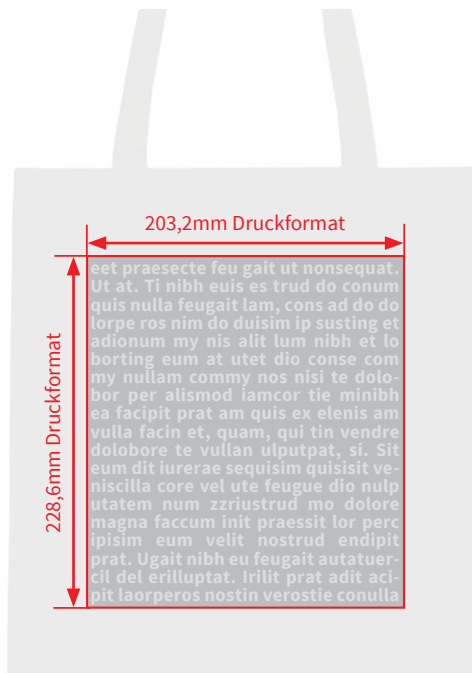 203,2mm Druckformat
228,6mm Druckformat
eet praesecte feu gait ut nonsequat.
Ut at. Ti nibh euis es trud do conum
quis nulla feugait lam, cons ad do do
lorpe ros nim do duisim ip susting et
adionum my nis alit lum nibh et lo
borting eum at utet dio conse com
my nullam commy nos nisi te dolo-
bor per alismod iamcor tie minibh
ea facipit prat am quis ex elenis am
vulla facin et, quam, qui tin vendre
dolobore te vullan ulputpat, si. Sit
eum dit iurerae sequisim quisisit ve-
niscilla core vel ute feugue dio nulp
utatem num zzriustrud mo dolore
magna faccum init praessit lor perc
ipisim eum velit nostrud endipit
prat. Ugait nibh eu feugait autatuer-
cil del erilluptat. Irilit prat adit aci-
pit laorperos nostin verostie conulla